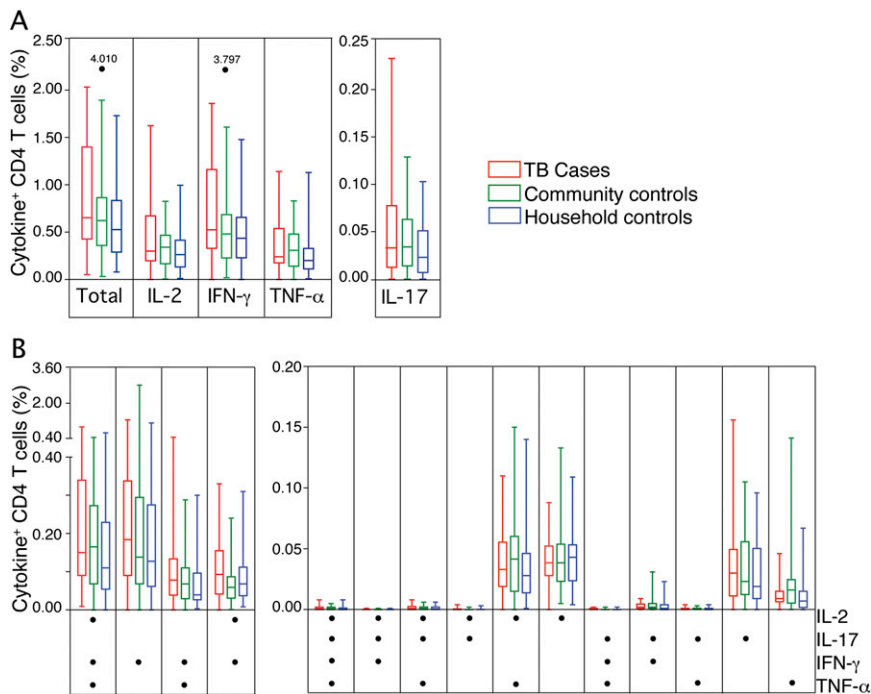 A
Cytokine+ CD4 T cells (%)
2.50
2.00
1.00
0.50
0.00
4.010
3.797
Total IL-2 IFN-γ TNF-α
0.25
0.20
0.15
0.10
0.05
0.00
IL-17
TB Cases
Community controls
Household controls
B
Cytokine+ CD4 T cells (%)
3.60
2.00
0.40
0.40
0.20
0.00
0.20
0.15
0.10
0.05
0.00
IL-2
IL-17
IFN-γ
TNF-α